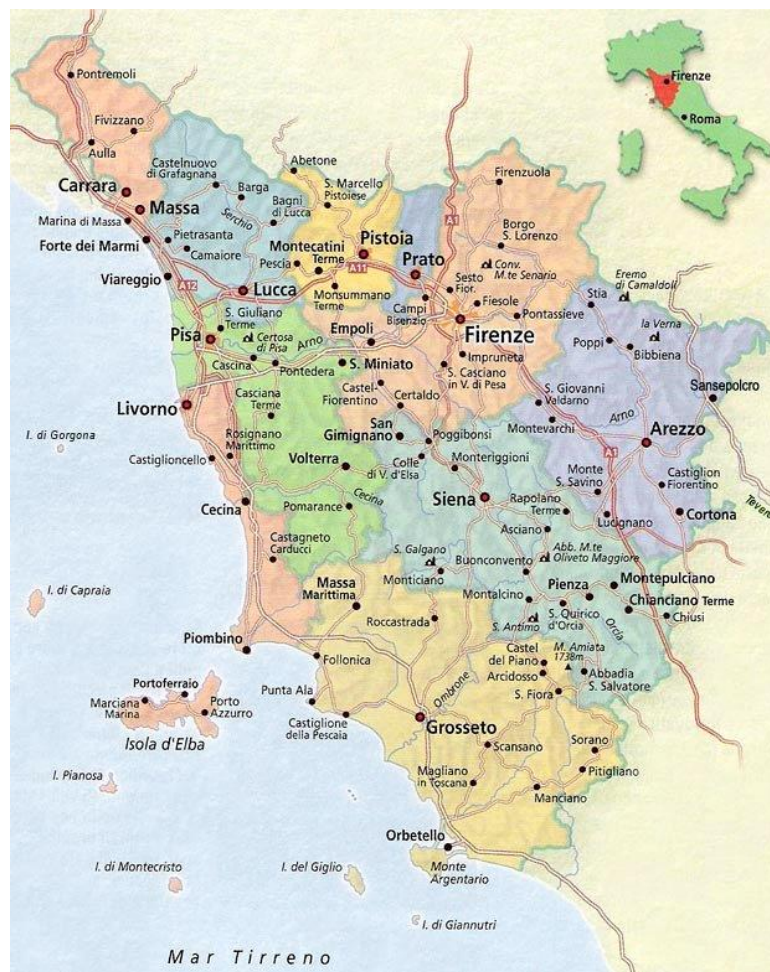 Pontremoli
Firenze
Roma
Fivizzano
Aulla
Castelnuovo
di Grafagnana
Abetone
Firenzuola
Carrara
Barga
S. Marcello
Pistoiese
Massa
Bagni
di Lucca
Serchio
A1
Marina di Massa
Pietrasanta
Borgo
S. Lorenzo
Forte dei Marmi
Camaiore
Montecatini
Terme
Pistoia
Prato
Conv.
M.te Senario
Pescia
A11
Viareggio
A12
Lucca
Monsummano
Terme
Sesto
Fior.
Fiesole
Eremo
di Camaldoli
Stia
Campi
Bisenzio
Pontassieve
S. Giuliano
Terme
Pisa
Certosa
di Pisa
Arno
Empoli
Firenze
la Verna
Poppi
Bibbiena
Cascina
Pontedera
S. Miniato
Impruneta
S. Casciano
in V. di Pesa
Casciana
Terme
Castel-
Fiorentino
Certaldo
S. Giovanni
Valdarno
Sansepolcro
Livorno
Arno
Montevarchi
Arezzo
I. di Gorgona
Rosignano
Marittimo
San
Gimignano
Poggibonsi
A1
Castiglioncello
Volterra
Colle
di V. d'Elsa
Monteriggioni
Monte
S. Savino
Castiglion
Fiorentino
Cecina
Cecina
Pomarance
Siena
Rapolano
Terme
Lucignano
Cortona
Tevere
Asciano
Castagneto
Carducci
S. Galgano
Monticiano
Buonconvento
Abb. M.te
Oliveto Maggiore
I. di Capraia
Massa
Marittima
Montalcino
Pienza
Montepulciano
Chianciano Terme
Roccastrada
S. Antimo
S. Quirico
d'Orcia
Orcia
Chiusi
Piombino
Follonica
Castel
del Piano
M. Amiata
1738m
Arcidosso
Abbadia
S. Salvatore
Portoferraio
Marciana
Marina
Porto
Azzurro
Punta Ala
Ombrone
S. Fiora
Isola d'Elba
Castiglione
della Pescaia
Grosseto
Scansano
Sorano
I. Pianosa
Magliano
in Toscana
Pitigliano
Manciano
Orbetello
I. di Montecristo
I. del Giglio
Monte
Argentario
I. di Giannutri
Mar Tirreno